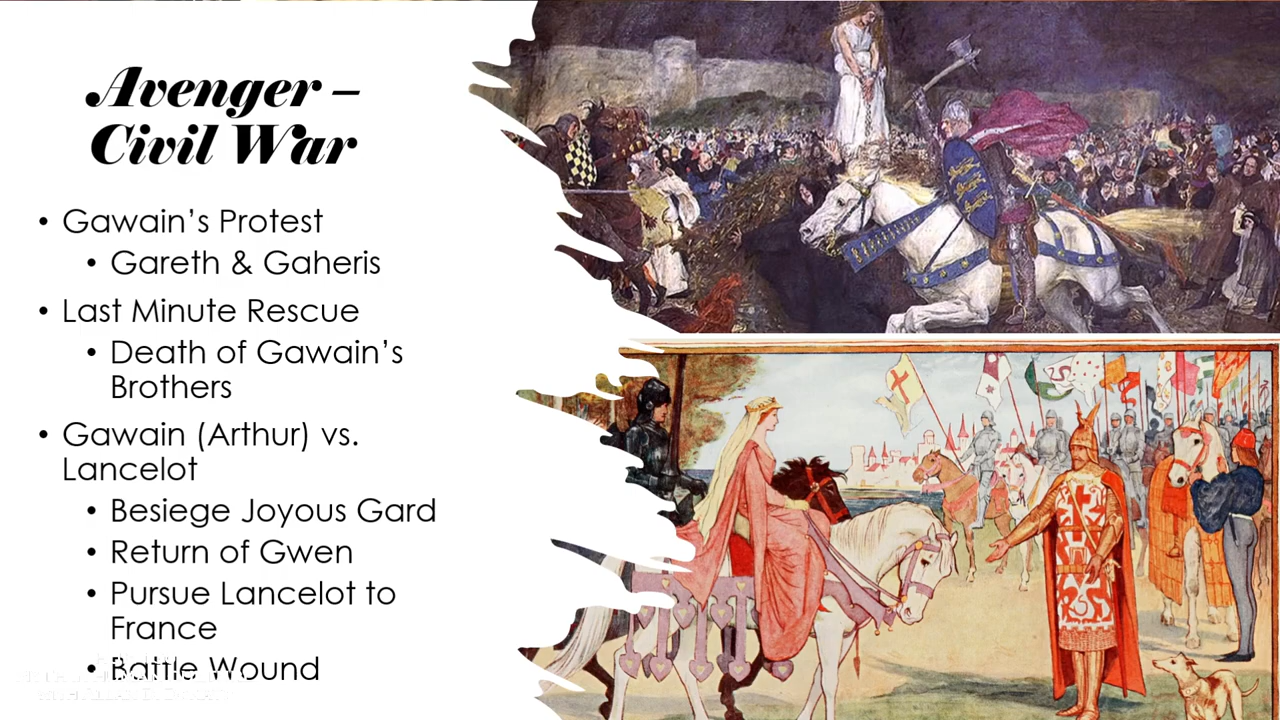 Avenger –
Civil War
• Gawain’s Protest
• Gareth & Gaheris
• Last Minute Rescue
• Death of Gawain’s
Brothers
• Gawain (Arthur) vs.
Lancelot
• Besiege Joyous Gard
• Return of Gwen
• Pursue Lancelot to
France
• Battle Wound